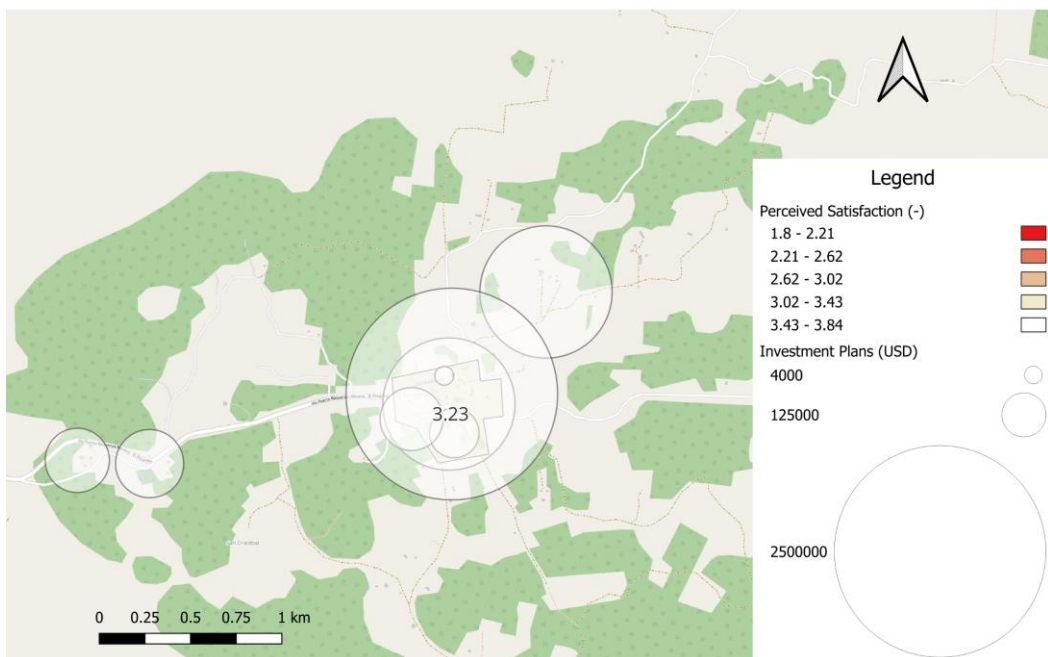 Legend
Perceived Satisfaction (-)
1.8 - 2.21
2.21 - 2.62
2.62 - 3.02
3.02 - 3.43
3.43 - 3.84
Investment Plans (USD)
4000
125000
2500000
3.23
0 0.25 0.5 0.75 1 km